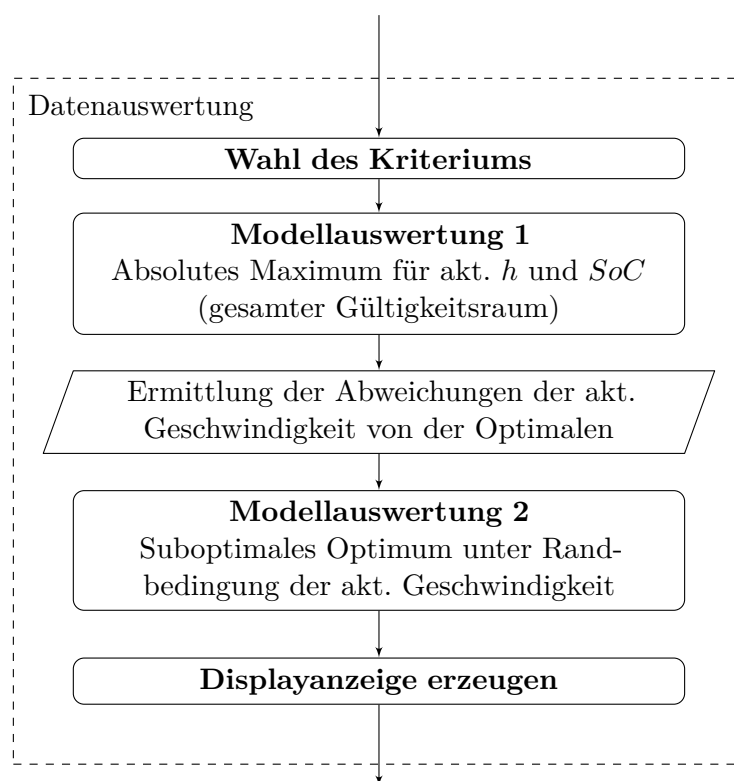 Datenauswertung
Wahl des Kriteriums
Modellauswertung 1
Absolutes Maximum für akt. h und SoC
(gesamter Gültigkeitsraum)
Ermittlung der Abweichungen der akt.
Geschwindigkeit von der Optimalen
Modellauswertung 2
Suboptimales Optimum unter Rand-
bedingung der akt. Geschwindigkeit
Displayanzeige erzeugen